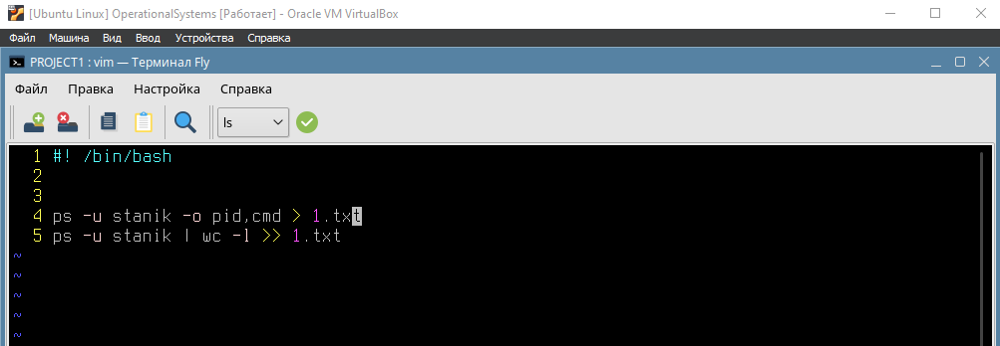 [Ubuntu Linux] OperationalSystems [Работает] - Oracle VM VirtualBox
Файл Машина Вид Ввод Устройства Справка
PROJECT1 : vim — Терминал Fly
Файл Правка Настройка Справка
ls
1 #! /bin/bash
2
3
4 ps -u stanik -o pid,cmd > 1.txt
5 ps -u stanik | wc -l >> 1.txt
~
~
~
~
~